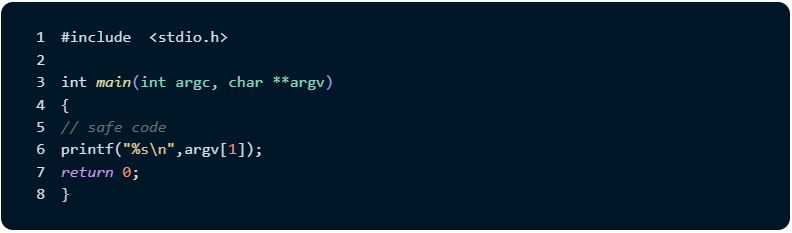 1 #include  <stdio.h>
2
3 int main(int argc, char **argv)
4 {
5 // safe code
6 printf("%s\n",argv[1]);
7 return 0;
8 }